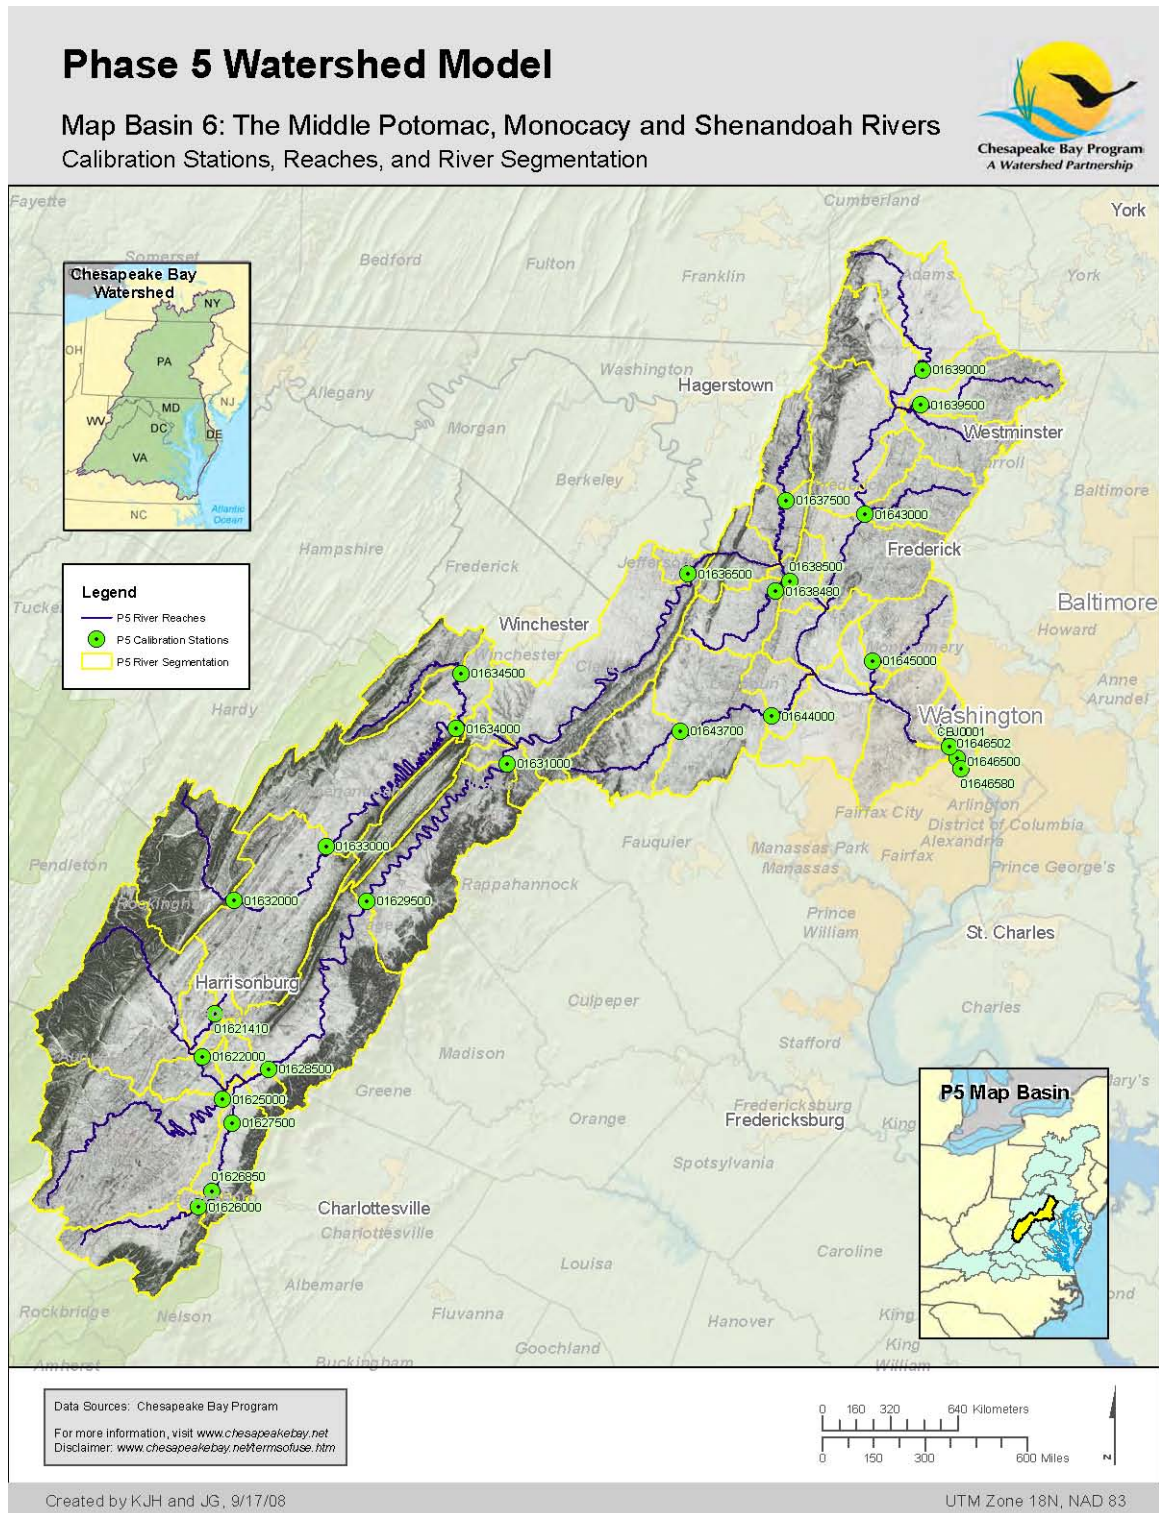 Phase 5 Watershed Model
Map Basin 6: The Middle Potomac, Monocacy and Shenandoah Rivers
Calibration Stations, Reaches, and River Segmentation
Chesapeake Bay Program
A Watershed Partnership
Fayette
Cumberland
York
Somerset
Bedford
Fulton
Franklin
Adams
York
Chesapeake Bay
Watershed
NY
OH
PA
NJ
MD
WV
DC
DE
VA
NC
Atlantic
Ocean
Allegany
Washington
Hagerstown
01639000
01639500
Morgan
Westminster
Berkeley
Baltimore
01637500
01643000
Hampshire
Frederick
Frederick
01636500
01638500
01638480
Legend
P5 River Reaches
P5 Calibration Stations
P5 River Segmentation
Baltimore
Howard
Winchester
Winchester
01645000
01634500
Anne
Arundel
Hardy
01634000
01644000
01643700
Washington
CBJ0001
01646502
01646500
01646580
01631000
Arlington
Fairfax City
District of Columbia
Alexandria
Fairfax
Manassas Park
Manassas
Prince George's
Fauquier
01633000
Pendleton
Rappahannock
01632000
01629500
Rockingham
Prince
William
St. Charles
Harrisonburg
Culpeper
Charles
01621410
Stafford
01622000
Madison
01628500
01625000
Greene
01627500
Orange
Fredericksburg
Fredericksburg
King
Spotsylvania
P5 Map Basin
01626850
01626000
Charlottesville
Charlottesville
Caroline
Louisa
Albemarle
Rockbridge
Nelson
Fluvanna
Hanover
King
Goochland
King
William
Amherst
Buckingham
Data Sources: Chesapeake Bay Program
For more information, visit www.chesapeakebay.net
Disclaimer: www.chesapeakebay.net/termsofuse.htm
0 160 320 640 Kilometers
0 150 300 600 Miles
N
Created by KJH and JG, 9/17/08
UTM Zone 18N, NAD 83